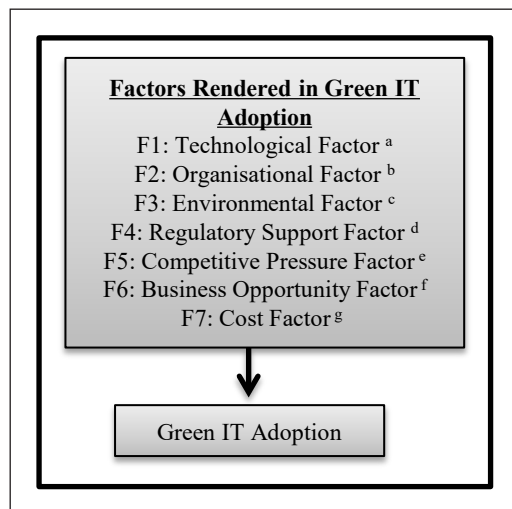 Factors Rendered in Green IT
Adoption
F1: Technological Factor ᵃ
F2: Organisational Factor ᵇ
F3: Environmental Factor ᶜ
F4: Regulatory Support Factor ᵈ
F5: Competitive Pressure Factor ᵉ
F6: Business Opportunity Factor ᶠ
F7: Cost Factor ᵍ
Green IT Adoption